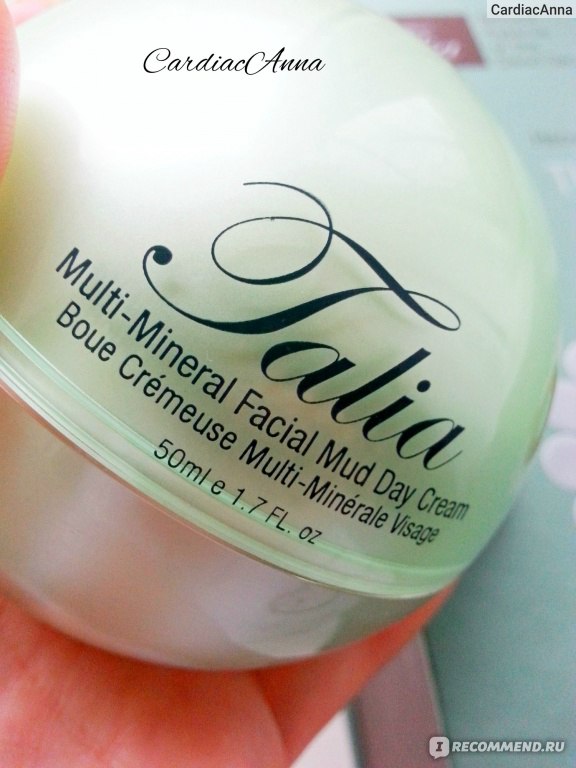 CardiacAnna
CardiacAnna
Talia
Multi-Mineral Facial Mud Day Cream
Boue Crémeuse Multi-Minérale Visage
50ml e 1.7 FL. oz
IRECOMMEND.RU